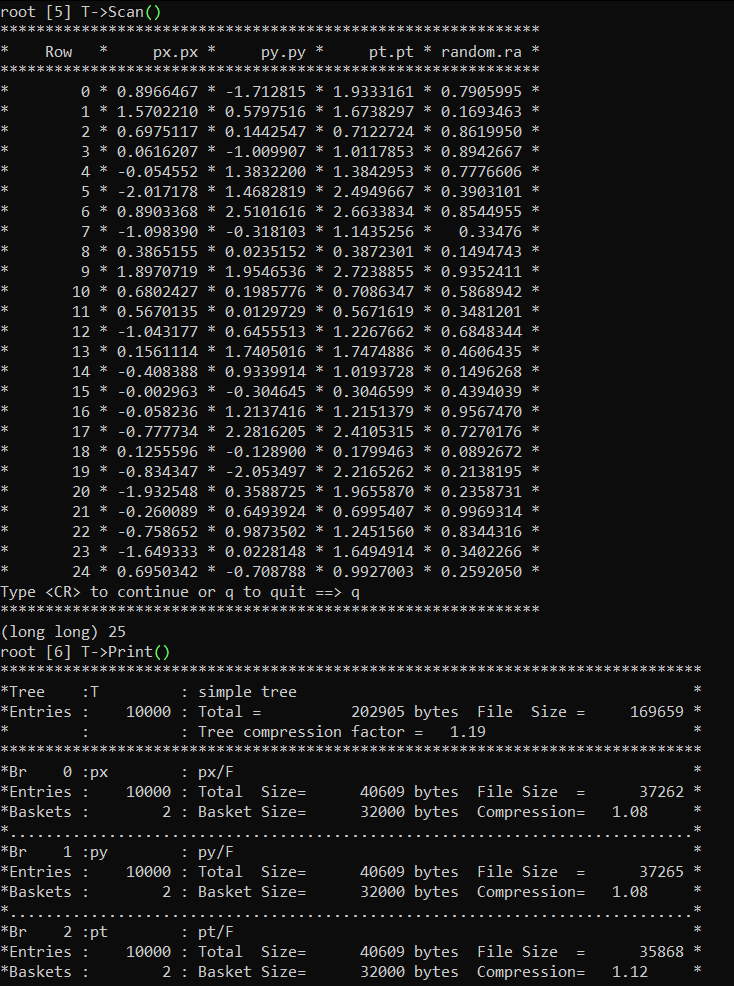 root [5] T->Scan()
************************************************************
*    Row   *     px.px *     py.py *     pt.pt * random.ra *
************************************************************
*        0 * 0.8966467 * -1.712815 * 1.9333161 * 0.7905995 *
*        1 * 1.5702210 * 0.5797516 * 1.6738297 * 0.1693463 *
*        2 * 0.6975117 * 0.1442547 * 0.7122724 * 0.8619950 *
*        3 * 0.0616207 * -1.009907 * 1.0117853 * 0.8942667 *
*        4 * -0.054552 * 1.3832200 * 1.3842953 * 0.7776606 *
*        5 * -2.017178 * 1.4682819 * 2.4949667 * 0.3903101 *
*        6 * 0.8903368 * 2.5101616 * 2.6633834 * 0.8544955 *
*        7 * -1.098390 * -0.318103 * 1.1435256 *   0.33476 *
*        8 * 0.3865155 * 0.0235152 * 0.3872301 * 0.1494743 *
*        9 * 1.8970719 * 1.9546536 * 2.7238855 * 0.9352411 *
*       10 * 0.6802427 * 0.1985776 * 0.7086347 * 0.5868942 *
*       11 * 0.5670135 * 0.0129729 * 0.5671619 * 0.3481201 *
*       12 * -1.043177 * 0.6455513 * 1.2267662 * 0.6848344 *
*       13 * 0.1561114 * 1.7405016 * 1.7474886 * 0.4606435 *
*       14 * -0.408388 * 0.9339914 * 1.0193728 * 0.1496268 *
*       15 * -0.002963 * -0.304645 * 0.3046599 * 0.4394039 *
*       16 * -0.058236 * 1.2137416 * 1.2151379 * 0.9567470 *
*       17 * -0.777734 * 2.2816205 * 2.4105315 * 0.7270176 *
*       18 * 0.1255596 * -0.128900 * 0.1799463 * 0.0892672 *
*       19 * -0.834347 * -2.053497 * 2.2165262 * 0.2138195 *
*       20 * -1.932548 * 0.3588725 * 1.9655870 * 0.2358731 *
*       21 * -0.260089 * 0.6493924 * 0.6995407 * 0.9969314 *
*       22 * -0.758652 * 0.9873502 * 1.2451560 * 0.8344316 *
*       23 * -1.649333 * 0.0228148 * 1.6494914 * 0.3402266 *
*       24 * 0.6950342 * -0.708788 * 0.9927003 * 0.2592050 *
Type <CR> to continue or q to quit ==> q
************************************************************
(long long) 25
root [6] T->Print()
******************************************************************************
*Tree    :T         : simple tree                                            *
*Entries :    10000 : Total =          202905 bytes  File  Size =     169659 *
*        :          : Tree compression factor =   1.19                       *
******************************************************************************
*Br    0 :px        : px/F                                                   *
*Entries :    10000 : Total  Size=      40609 bytes  File Size  =      37262 *
*Baskets :        2 : Basket Size=      32000 bytes  Compression=   1.08     *
*............................................................................*
*Br    1 :py        : py/F                                                   *
*Entries :    10000 : Total  Size=      40609 bytes  File Size  =      37265 *
*Baskets :        2 : Basket Size=      32000 bytes  Compression=   1.08     *
*............................................................................*
*Br    2 :pt        : pt/F                                                   *
*Entries :    10000 : Total  Size=      40609 bytes  File Size  =      35868 *
*Baskets :        2 : Basket Size=      32000 bytes  Compression=   1.12     *